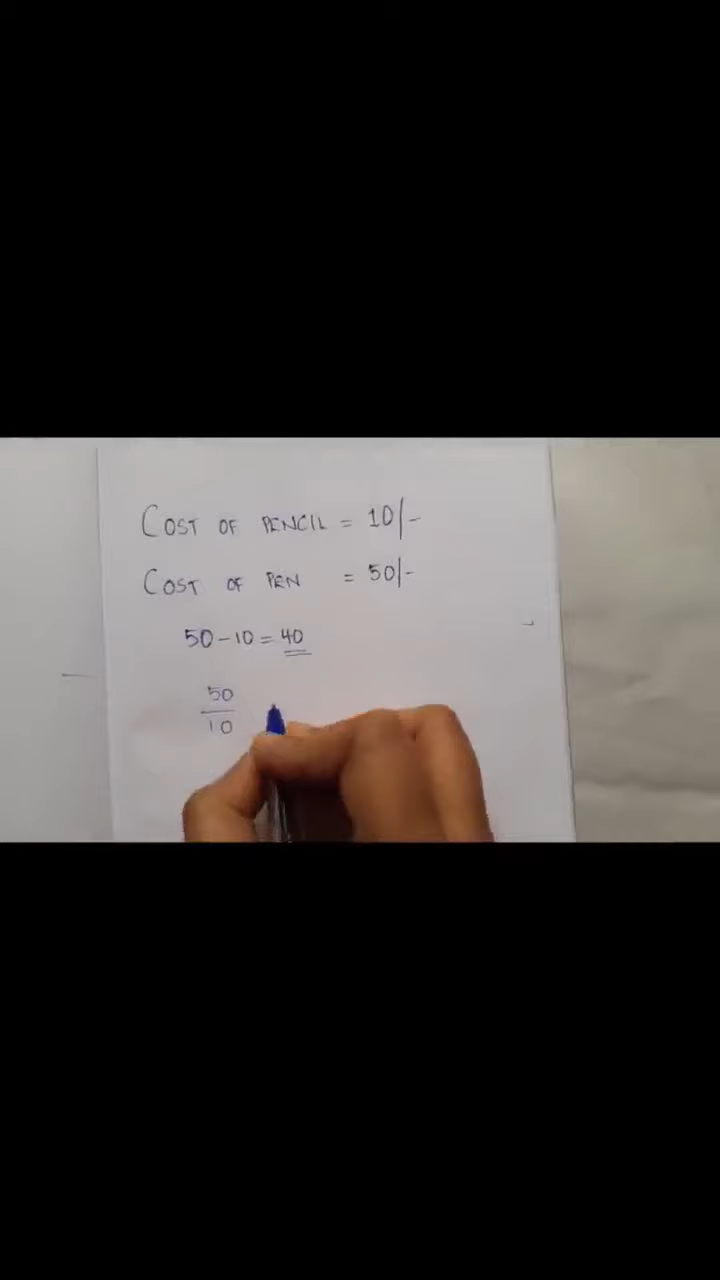 COST OF PENCIL = 10/-
COST OF PEN = 50/-
50 - 10 = 40
50
10